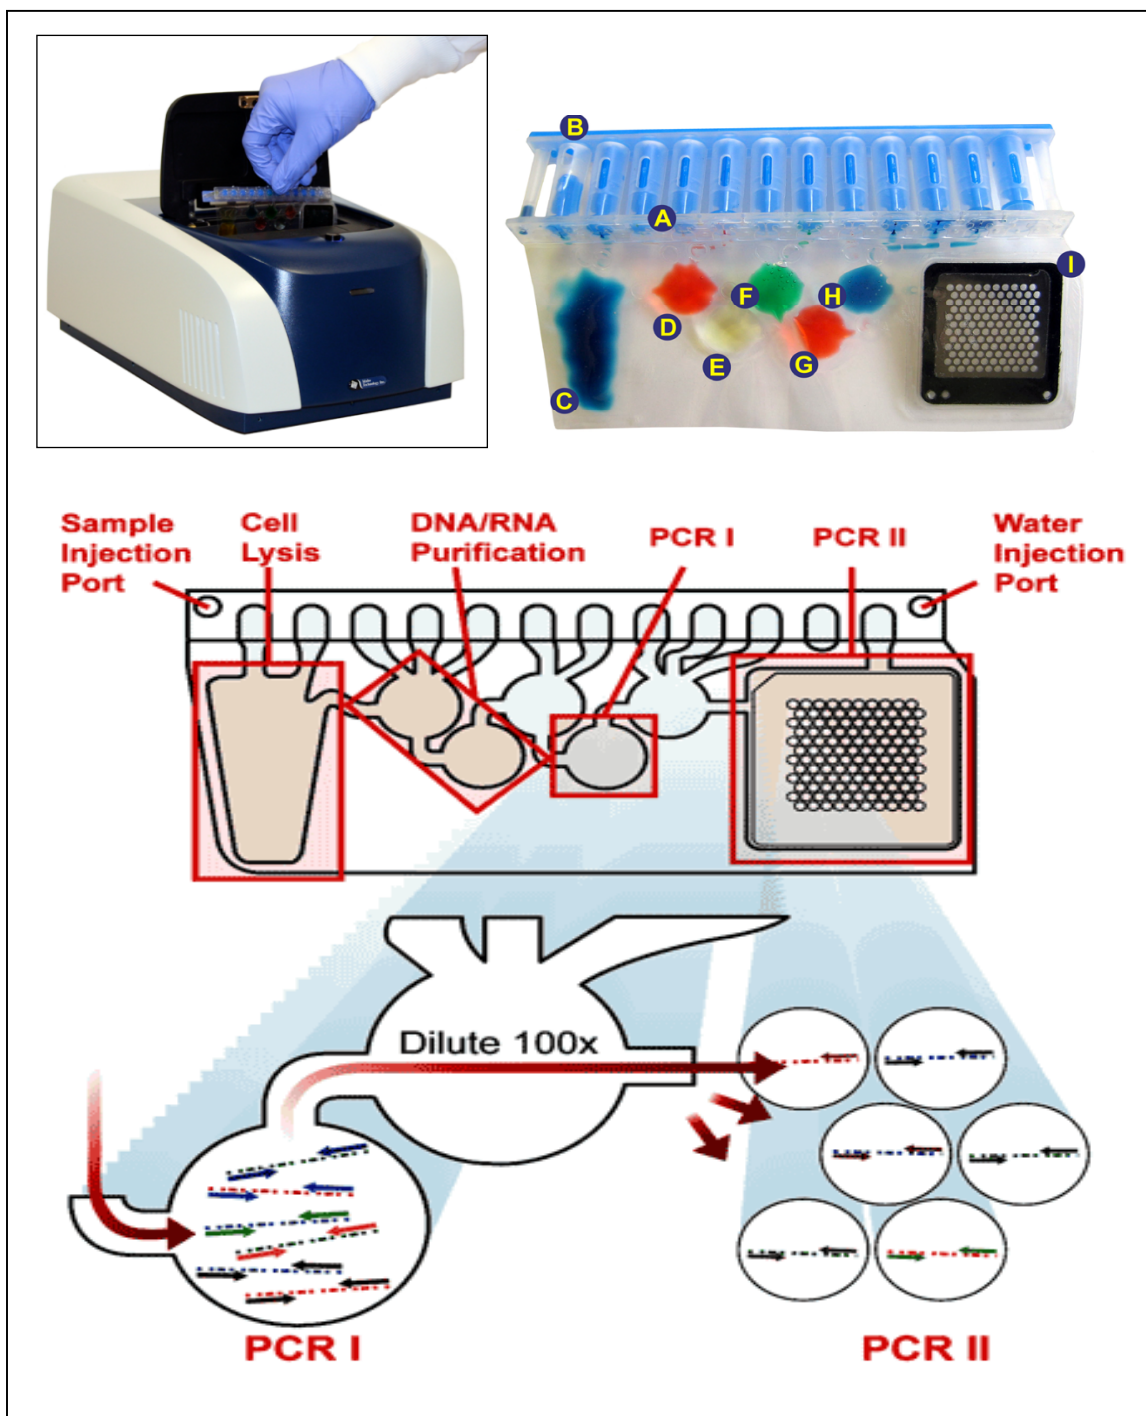 B
A
I
F
H
D
E
G
C
Sample
Injection
Port
Cell
Lysis
DNA/RNA
Purification
PCR I
PCR II
Water
Injection
Port
Dilute 100x
PCR I
PCR II